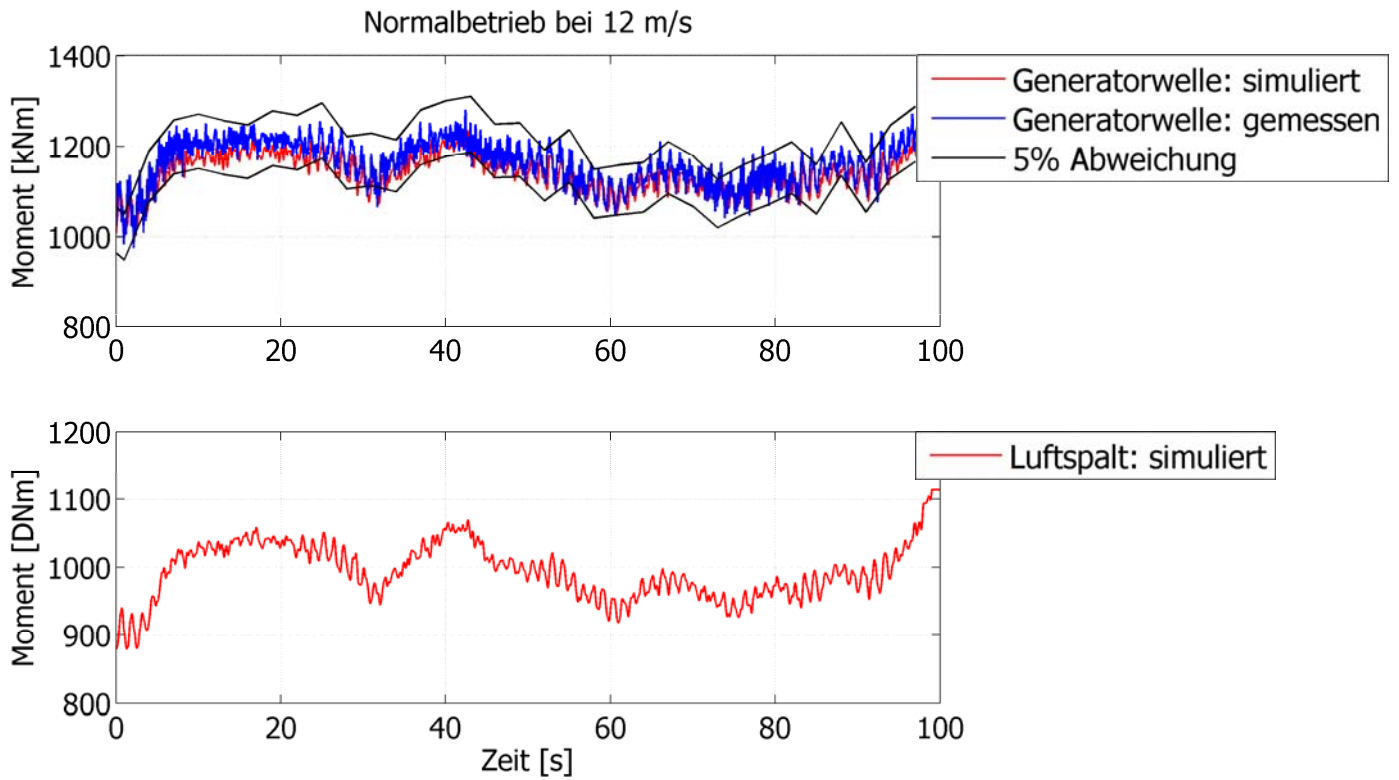 Normalbetrieb bei 12 m/s
Moment [kNm]
1400
1200
1000
800
0 20 40 60 80 100
Generatorwelle: simuliert
Generatorwelle: gemessen
5% Abweichung
Moment [DNm]
1200
1100
1000
900
800
0 20 40 60 80 100
Luftspalt: simuliert
Zeit [s]